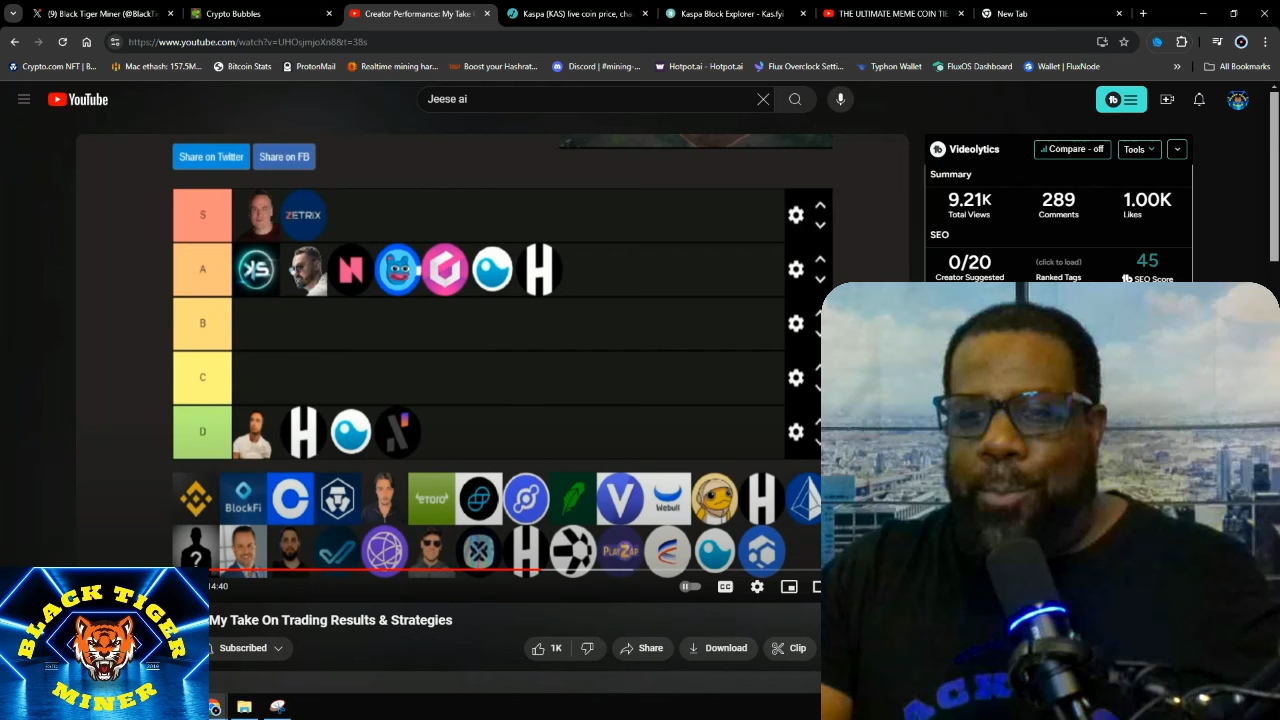 (9) Black Tiger Miner (@BlackTi
Crypto Bubbles
Creator Performance: My Take
Kaspa (KAS) live coin price, cha
Kaspa Block Explorer - Kas.fyi
THE ULTIMATE MEME COIN TIE
New Tab
https://www.youtube.com/watch?v=UHOsjmjoXn8&t=38s
Crypto.com NFT | B...
Mac ethash: 157.5M...
Bitcoin Stats
ProtonMail
Realtime mining har...
Boost your Hashrat...
Discord | #mining-...
Hotpot.ai - Hotpot.ai
Flux Overclock Setti...
Typhon Wallet
FluxOS Dashboard
Wallet | FluxNode
»
All Bookmarks
YouTube
Jeese ai
Share on Twitter
Share on FB
Videolytics
Compare - off
Tools
Summary
9.21K
289
1.00K
Total Views
Comments
Likes
SEO
0/20
(click to load)
45
Creator Suggested
Ranked Tags
SEO Score
S
ZETRIX
A
KS
N
H
B
C
D
H
BlockFi
eToro
V
Webull
H
?
H
PLAYZAP
14:40
CC
My Take On Trading Results & Strategies
Subscribed
1K
Share
Download
Clip
BLACK TIGER
MINER